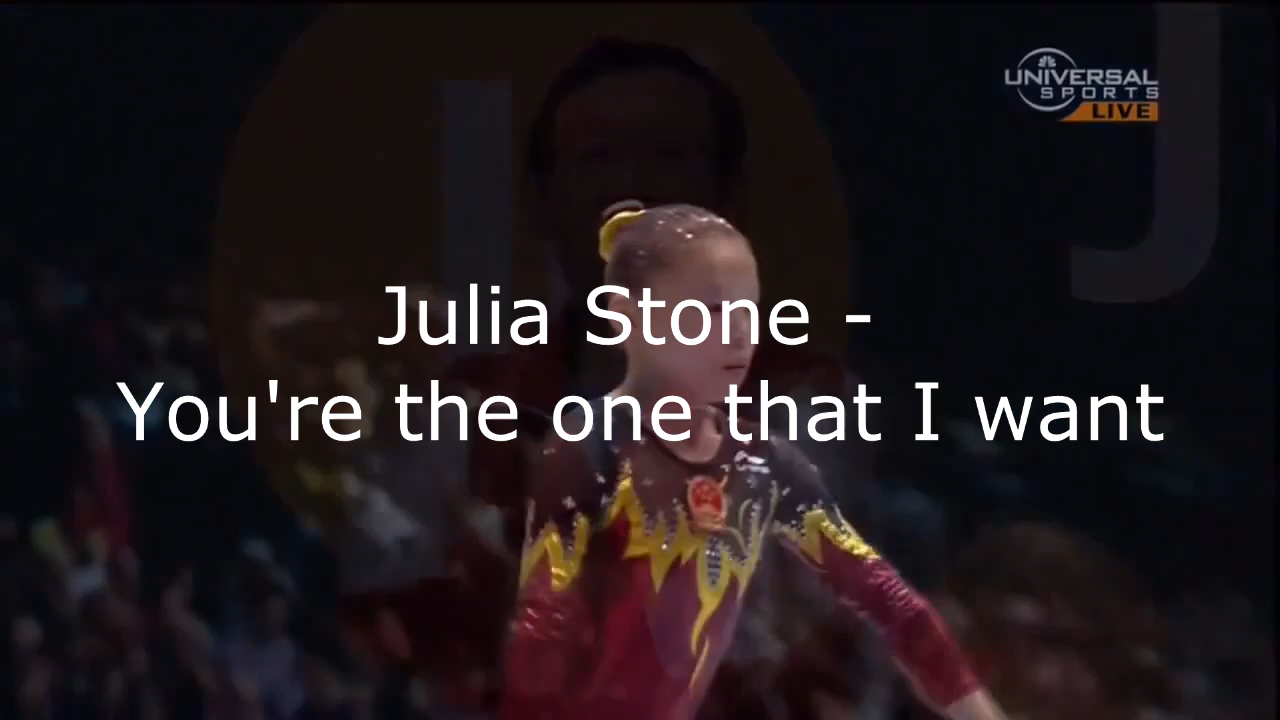 UNIVERSAL
SPORTS
LIVE
J
Julia Stone -
You're the one that I want